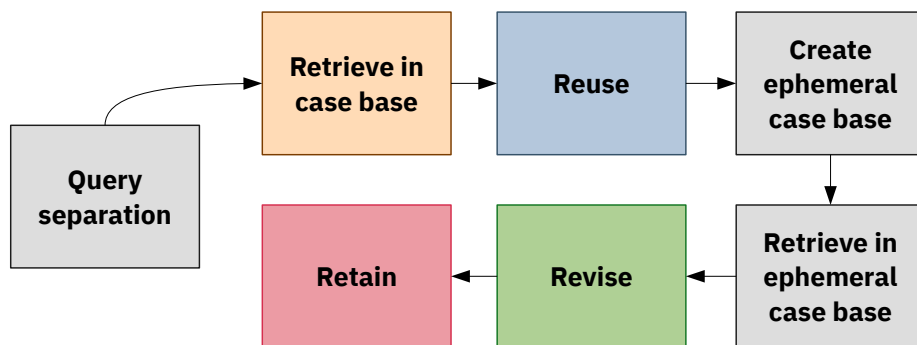 Query
separation
Retrieve in
case base
Reuse
Create
ephemeral
case base
Retrieve in
ephemeral
case base
Revise
Retain